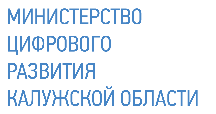 МИНИСТЕРСТВО
ЦИФРОВОГО
РАЗВИТИЯ
КАЛУЖСКОЙ ОБЛАСТИ